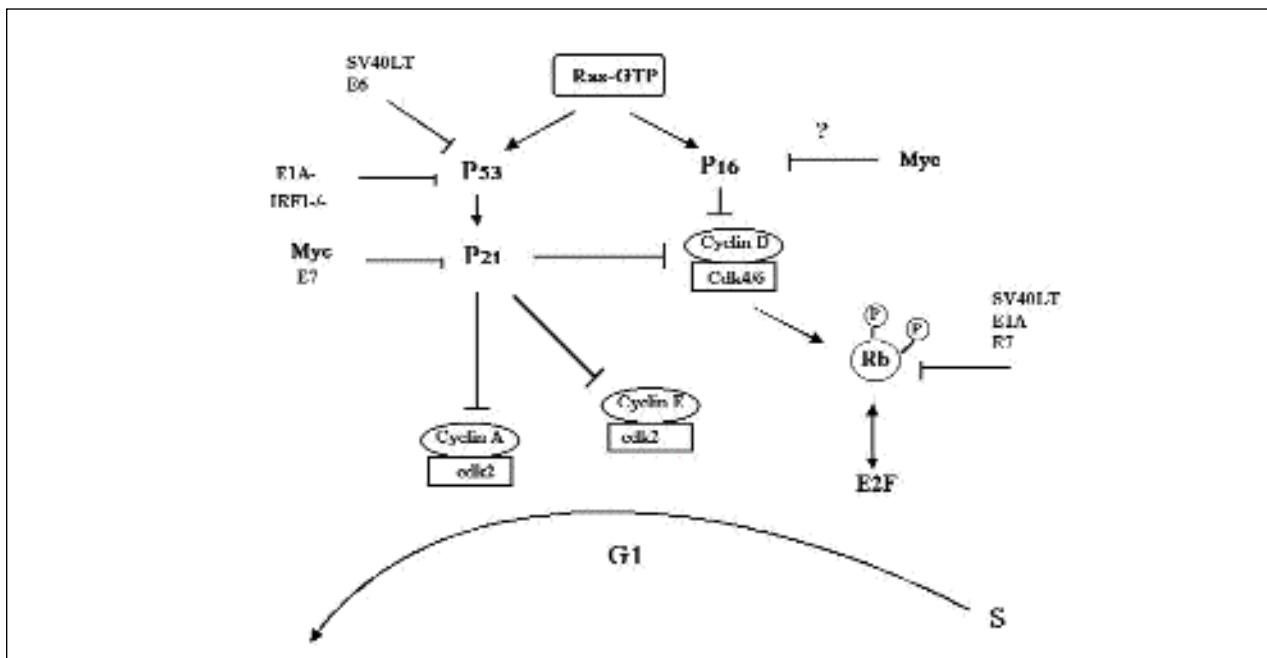 SV40LT
E6
Ras-GTP
?
P53
P16
Myc
E1A-
IRF1-/-
Myc
E7
P21
Cyclin D
Cdk4/6
SV40LT
E1A
E7
P
P
Rb
Cyclin E
cdk2
Cyclin A
cdk2
E2F
G1
S